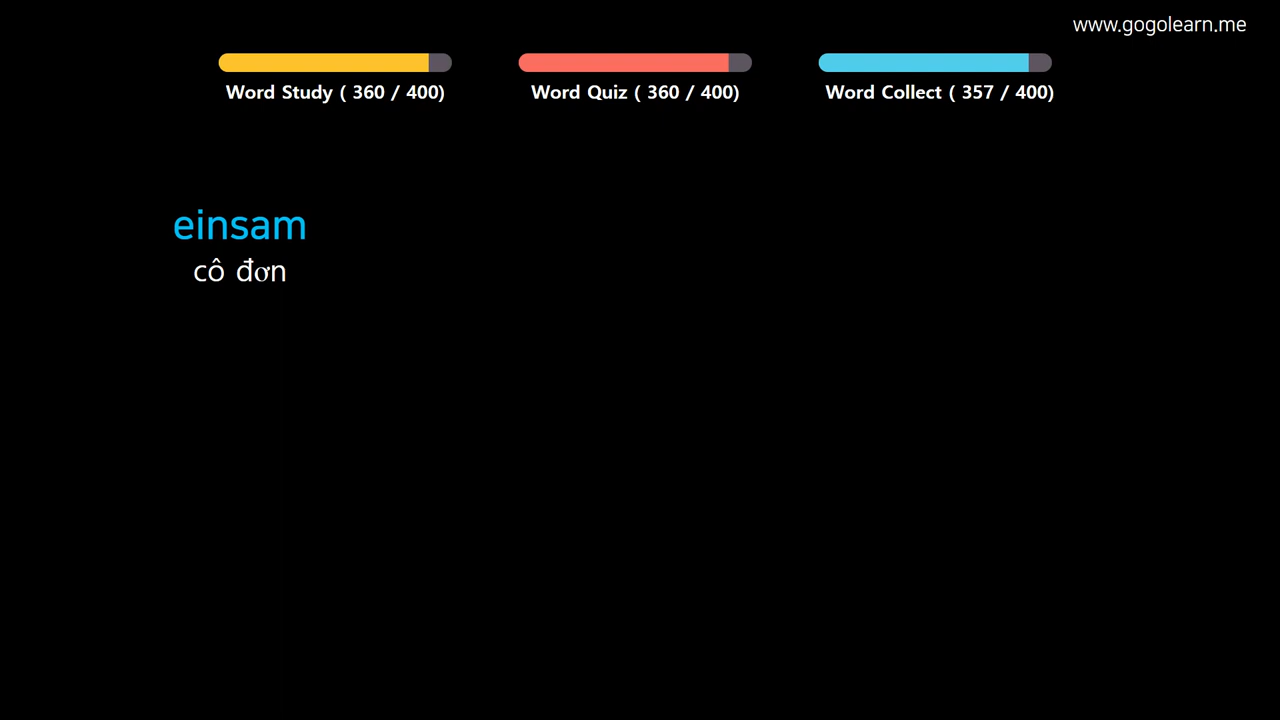 www.gogolearn.me
Word Study ( 360 / 400)
Word Quiz ( 360 / 400)
Word Collect ( 357 / 400)
einsam
cô đơn